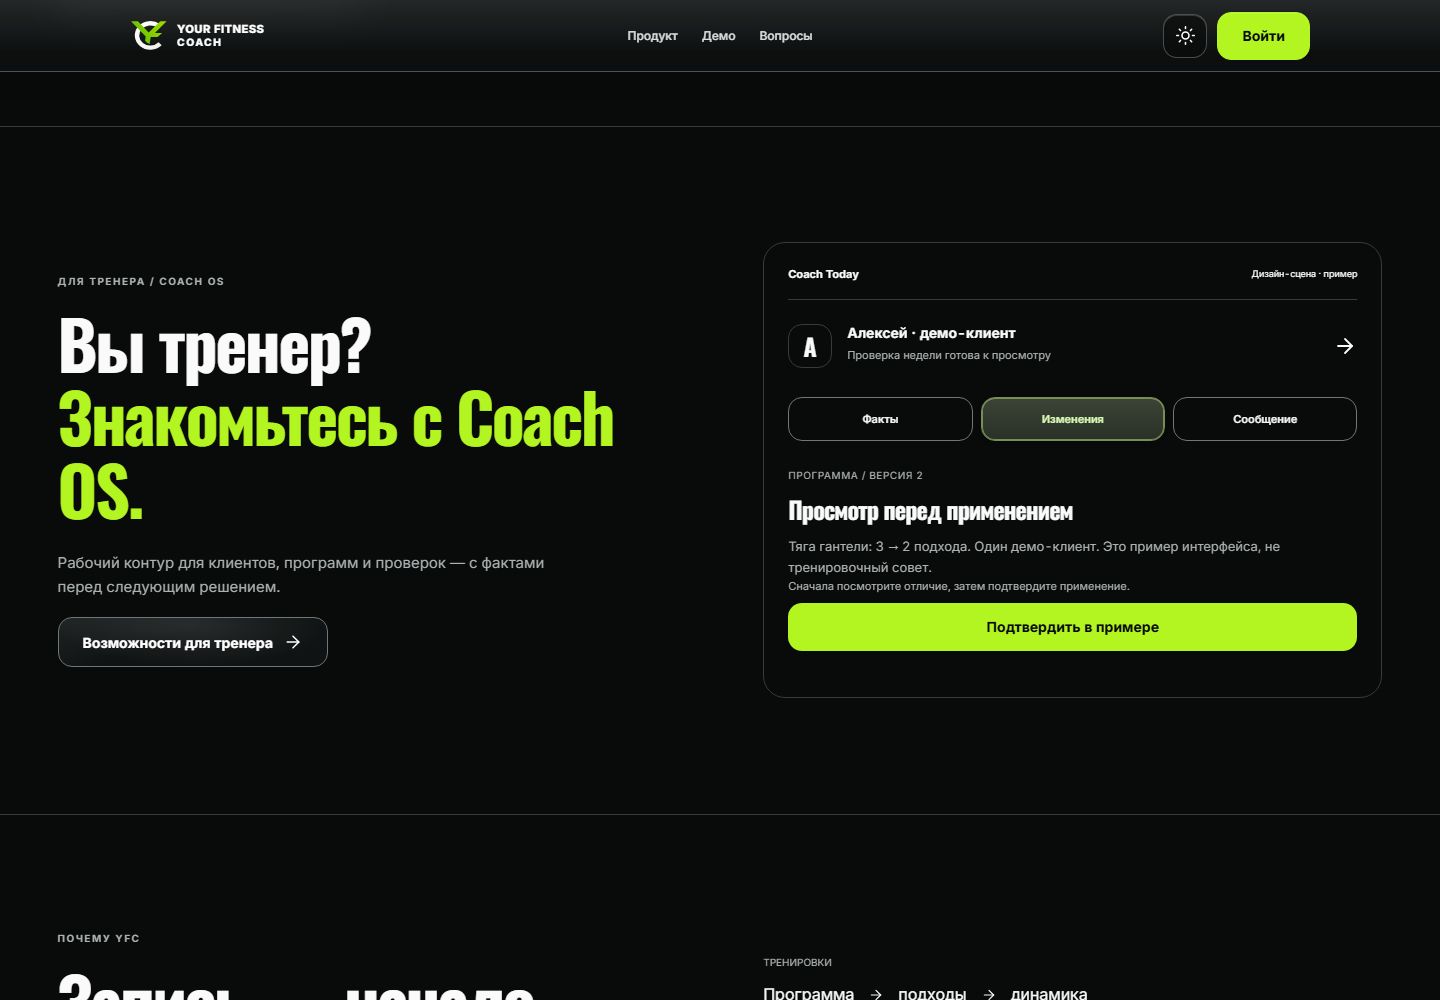 YOUR FITNESS
COACH
Продукт
Демо
Вопросы
Войти
ДЛЯ ТРЕНЕРА / COACH OS
Вы тренер?
Знакомьтесь с Coach
OS.
Рабочий контур для клиентов, программ и проверок — с фактами
перед следующим решением.
Возможности для тренера →
Coach Today
Дизайн-сцена · пример
А
Алексей · демо-клиент
Проверка недели готова к просмотру
Факты
Изменения
Сообщение
ПРОГРАММА / ВЕРСИЯ 2
Просмотр перед применением
Тяга гантели: 3 → 2 подхода. Один демо-клиент. Это пример интерфейса, не
тренировочный совет.
Сначала посмотрите отличие, затем подтвердите применение.
Подтвердить в примере
ПОЧЕМУ YFC
ТРЕНИРОВКИ
Программа → подходы → динамика